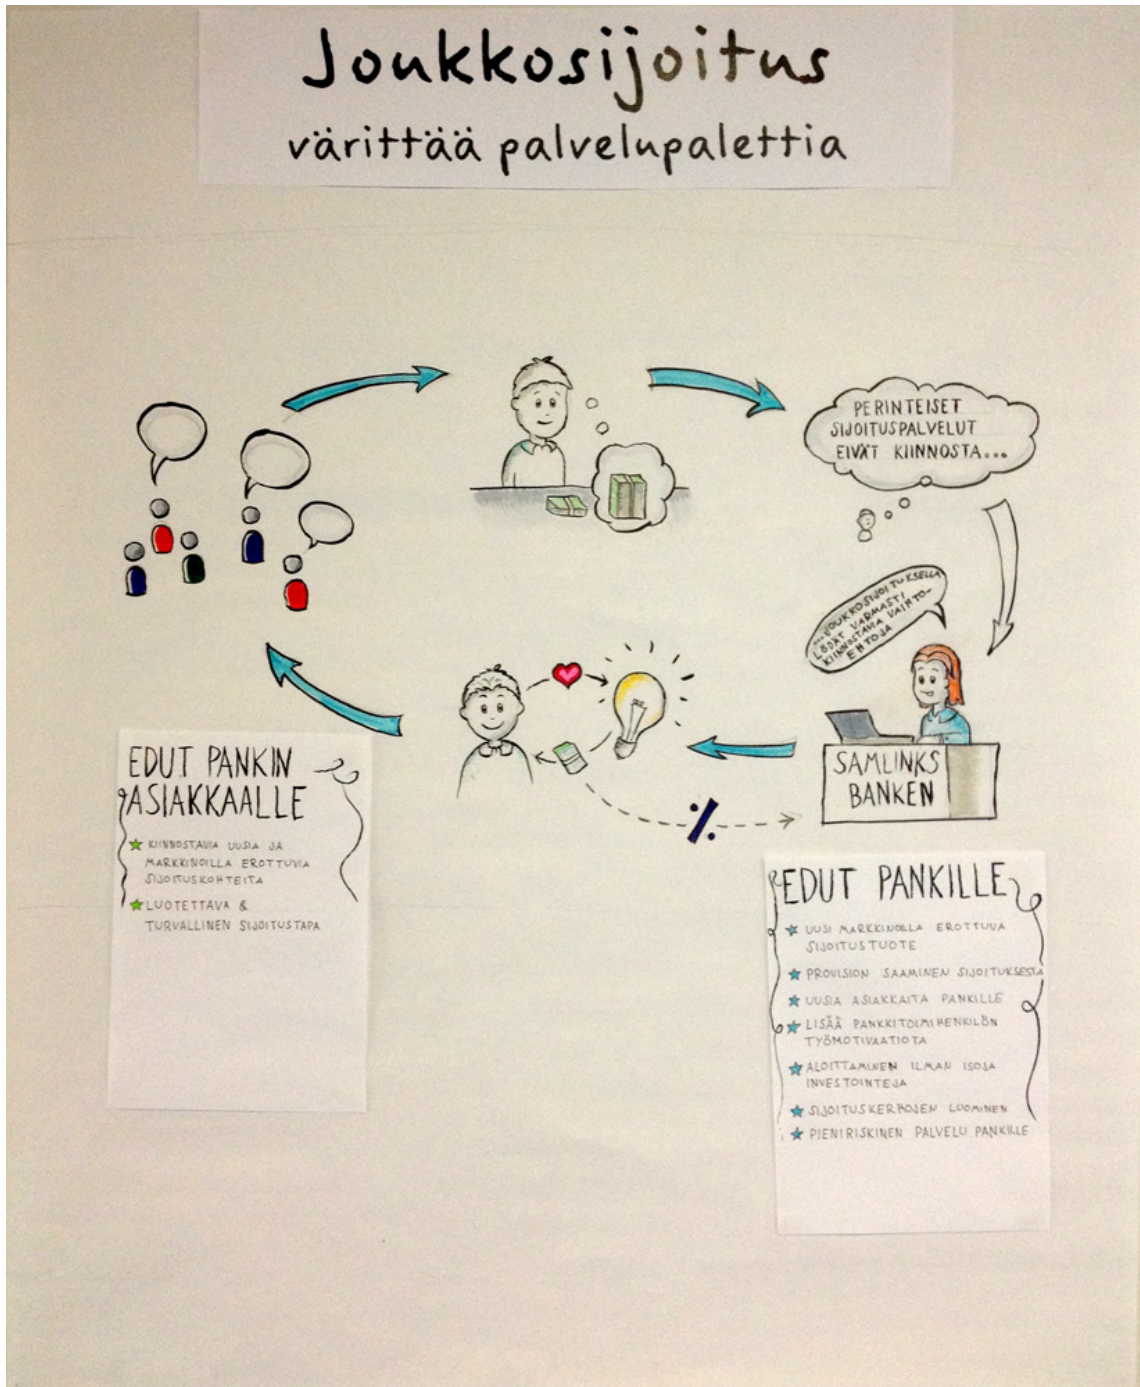 Joukkosijoitus
värittää palvelupalettia
PERINTEISET
SIJOITUSPALVELUT
EIVÄT KIINNOSTA...
...JOUKKOSIJOITUKSELLA
LÖDÄT VARMASTI
KIINNOSTAVIA VAIHTO-
EHTOJA
SAMLINKS
BANKEN
%
EDUT PANKIN
ASIAKKAALLE
KIINNOSTAVIA UUSIA JA
MARKKINOILLA EROTTUVIA
SIJOITUSKOHTEITA
LUOTETTAVA &
TURVALLINEN SIJOITUSTAPA
EDUT PANKILLE
UUSI MARKKINOILLA EROTTUVA
SIJOITUSTUOTE
PROVISION SAAMINEN SIJOITUKSESTA
UUSIA ASIAKKAITA PANKILLE
LISÄÄ PANKKITOIMIHENKILÖN
TYÖMOTIVAATIOTA
ALOITTAMINEN ILMAN ISOJA
INVESTOINTEJA
SIJOITUSKERHOJEN LUOMINEN
PIENIRISKINEN PALVELU PANKILLE